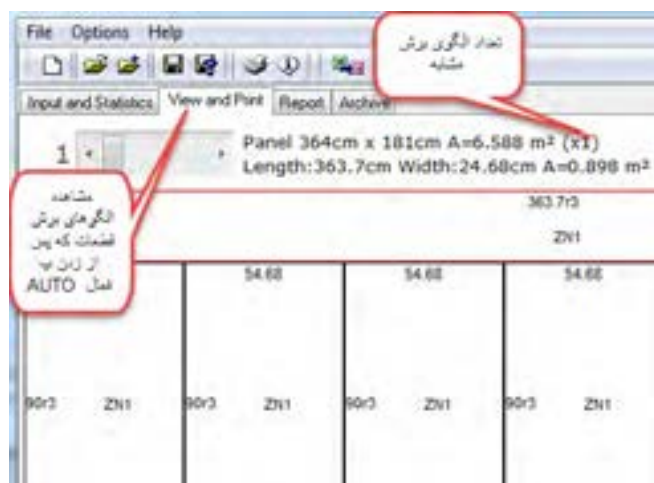 File Options Help
تعداد الگوی برش
مشابه
Input and Statistics View and Print Report Archive
1
Panel 364cm x 181cm A=6.588 m² (x1)
Length:363.7cm Width:24.68cm A=0.898 m²
مشاهده
الگوهای برش
قطعات که پس
از زدن
فعال AUTO
363.7r3
ZN1
54.68 54.68 54.68
90r3 ZN1 90r3 ZN1 90r3 ZN1 90r3 ZN1